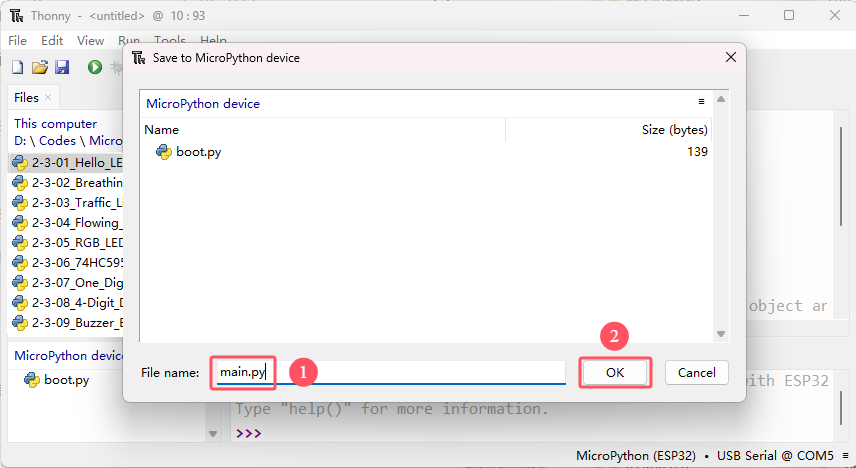 Thonny - <untitled> @ 10 : 93
File Edit View Run Tools Help
Save to MicroPython device
Files ×
This computer
D: \ Codes \ Micro
2-3-01_Hello_LE
2-3-02_Breathin
2-3-03_Traffic_L
2-3-04_Flowing_
2-3-05_RGB_LED
2-3-06_74HC595
2-3-07_One_Dig
2-3-08_4-Digit_D
2-3-09_Buzzer_E
MicroPython device
Name Size (bytes)
boot.py 139
object ar
File name: main.py 1
2
OK Cancel
MicroPython devic
boot.py
with ESP32
Type "help()" for more information.
>>>
MicroPython (ESP32) • USB Serial @ COM5 ≡